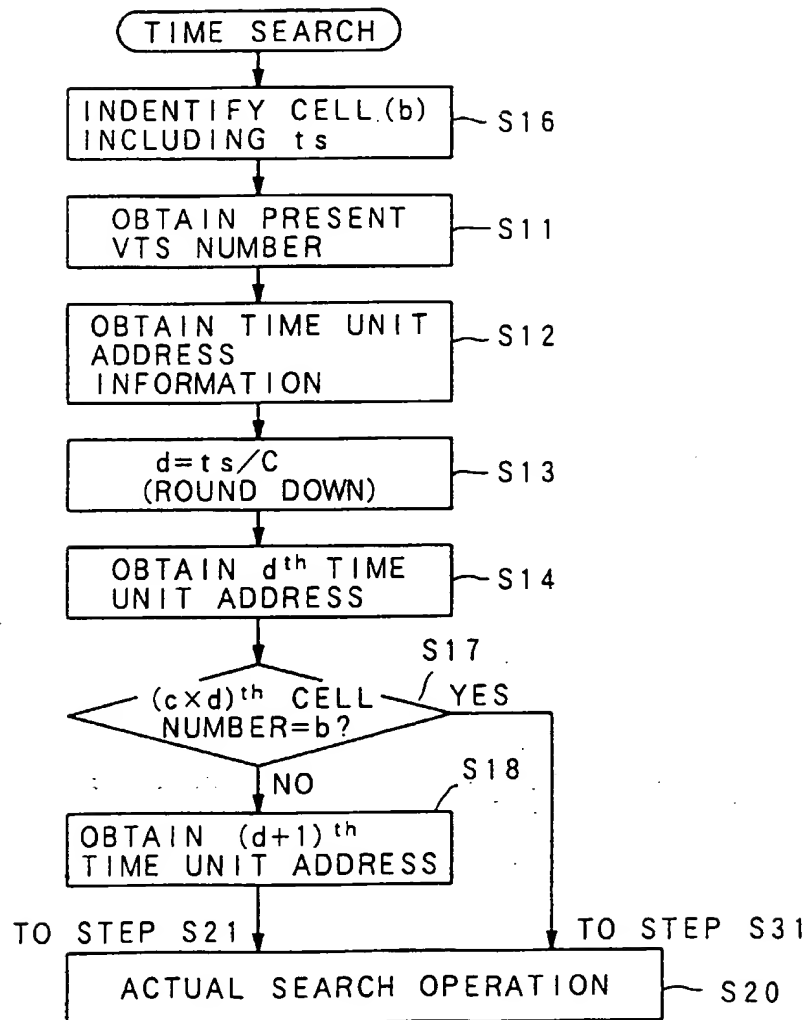 TIME SEARCH
INDENTIFY CELL (b)
INCLUDING ts
S16
OBTAIN PRESENT
VTS NUMBER
S11
OBTAIN TIME UNIT
ADDRESS
INFORMATION
S12
d=ts/C
(ROUND DOWN)
S13
OBTAIN dth TIME
UNIT ADDRESS
S14
S17
(c×d)th CELL
NUMBER=b?
YES
NO
S18
OBTAIN (d+1)th
TIME UNIT ADDRESS
TO STEP S21
TO STEP S31
ACTUAL SEARCH OPERATION
S20